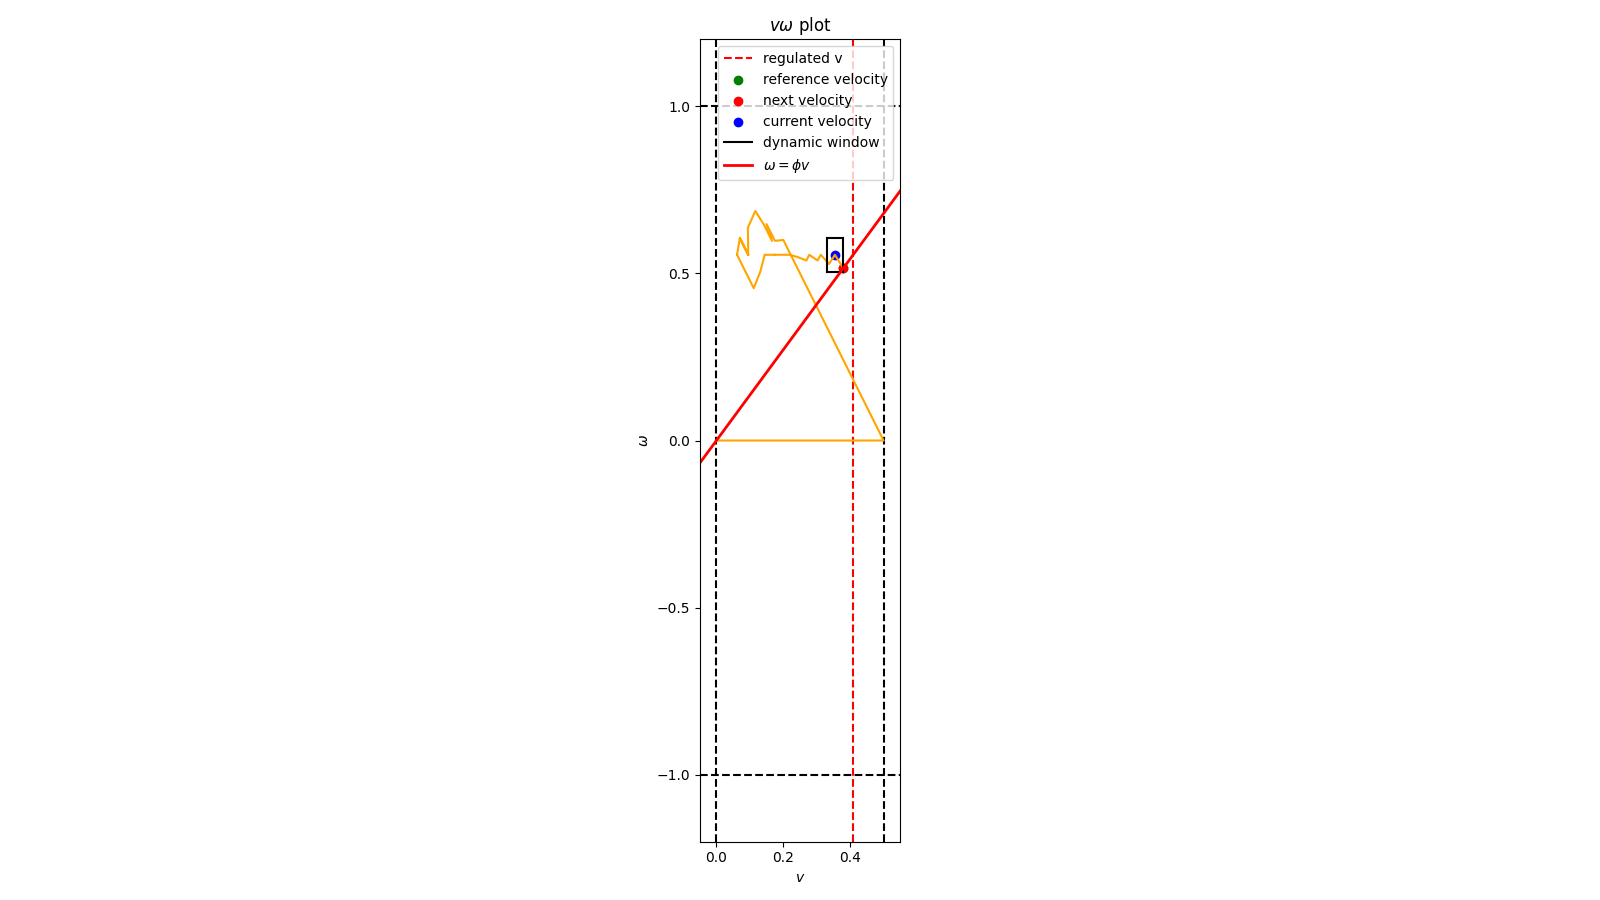 vω plot
regulated v
reference velocity
next velocity
current velocity
dynamic window
ω = ϕv
1.0
0.5
0.0
−0.5
−1.0
ω
0.0 0.2 0.4
v